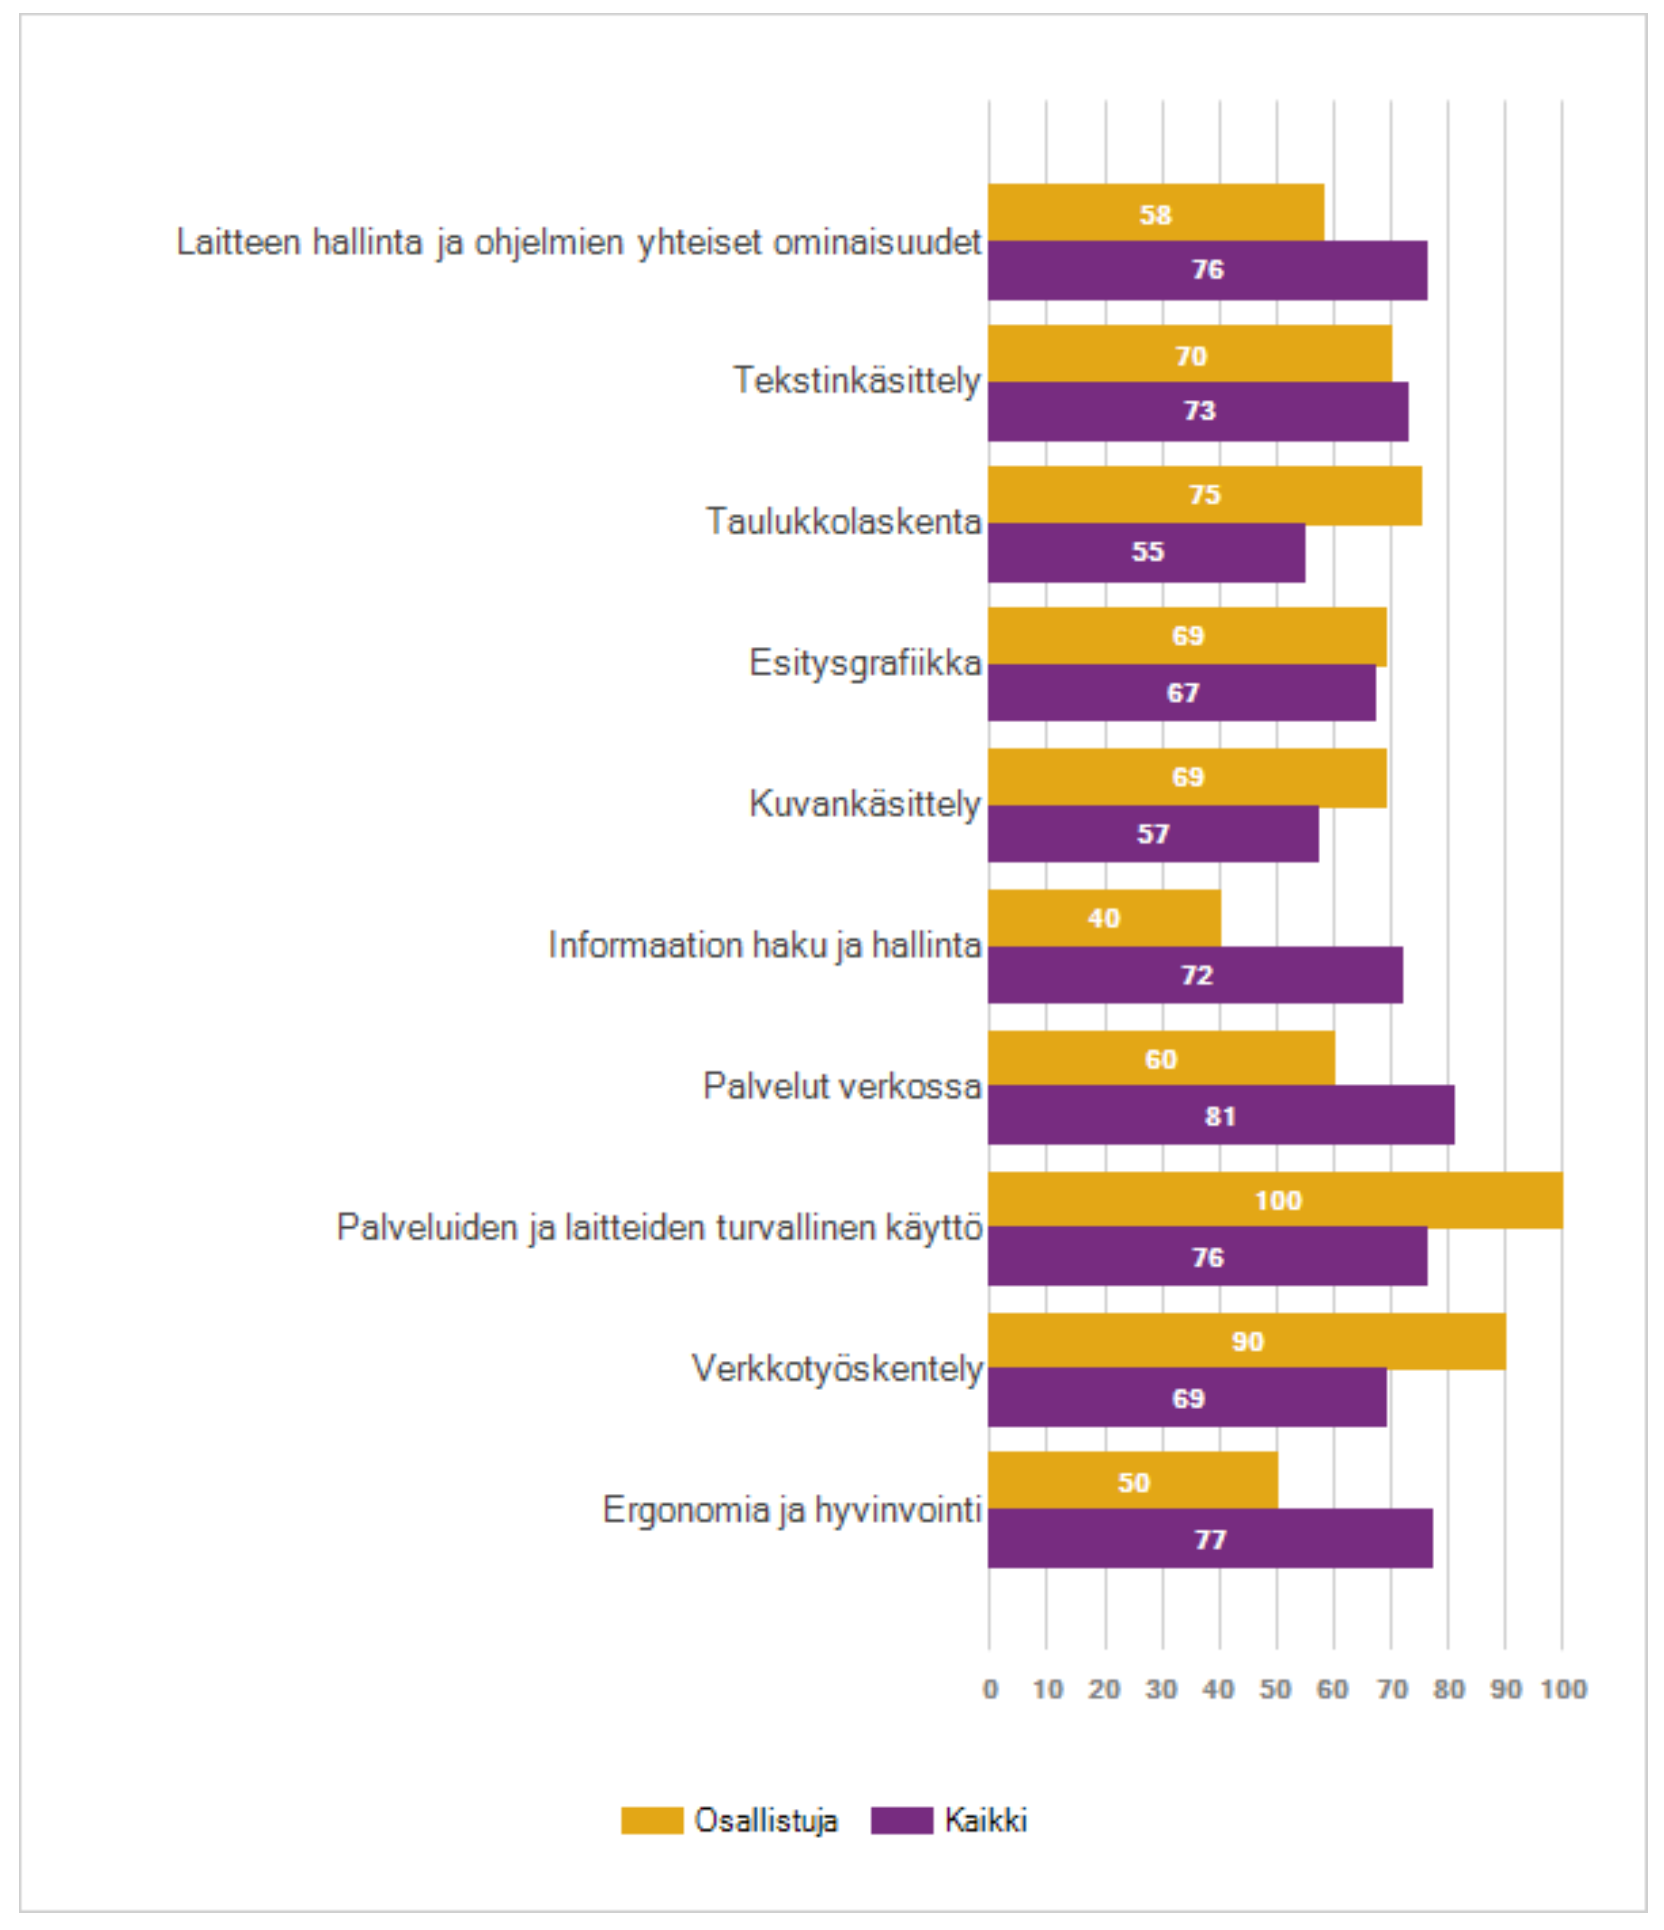 Laitteen hallinta ja ohjelmien yhteiset ominaisuudet
58
76
Tekstinkäsittely
70
73
Taulukkolaskenta
75
55
Esitysgrafiikka
69
67
Kuvankäsittely
69
57
Informaation haku ja hallinta
40
72
Palvelut verkossa
60
81
Palveluiden ja laitteiden turvallinen käyttö
100
76
Verkkotyöskentely
90
69
Ergonomia ja hyvinvointi
50
77
0 10 20 30 40 50 60 70 80 90 100
Osallistuja Kaikki